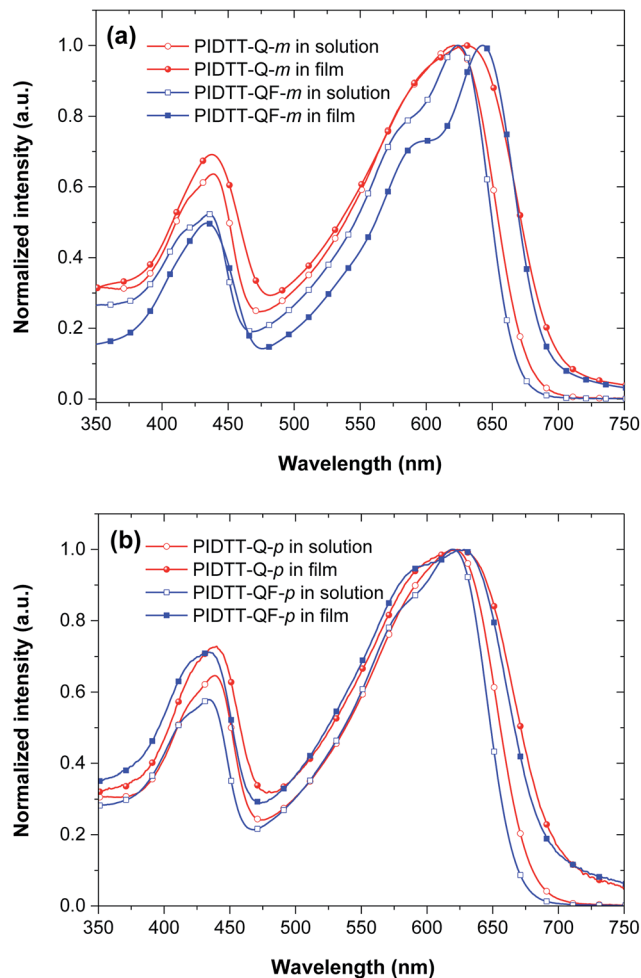 (a)
PIDTT-Q-m in solution
PIDTT-Q-m in film
PIDTT-QF-m in solution
PIDTT-QF-m in film
Normalized intensity (a.u.)
1.0
0.8
0.6
0.4
0.2
0.0
350 400 450 500 550 600 650 700 750
Wavelength (nm)
(b)
PIDTT-Q-p in solution
PIDTT-Q-p in film
PIDTT-QF-p in solution
PIDTT-QF-p in film
Normalized intensity (a.u.)
1.0
0.8
0.6
0.4
0.2
0.0
350 400 450 500 550 600 650 700 750
Wavelength (nm)